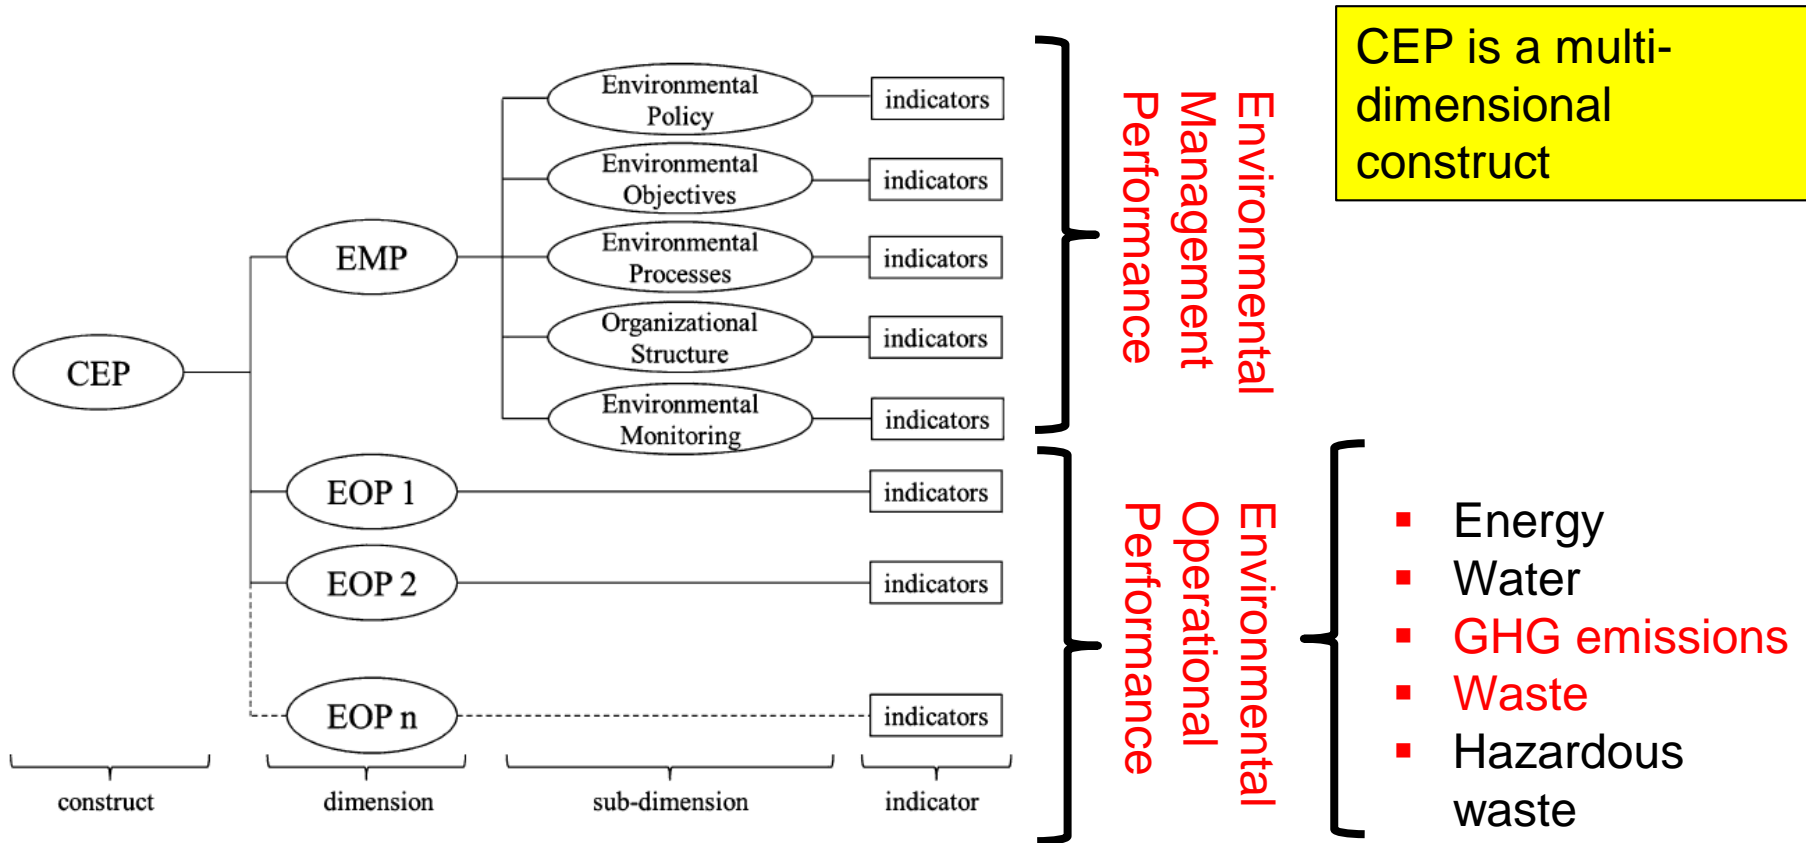 CEP is a multi-
dimensional
construct
Environmental
Policy
indicators
Environmental
Objectives
indicators
EMP
Environmental
Processes
indicators
Organizational
Structure
indicators
Environmental
Monitoring
indicators
CEP
EOP 1
indicators
EOP 2
indicators
EOP n
indicators
Environmental
Management
Performance
Environmental
Operational
Performance
▪ Energy
▪ Water
▪ GHG emissions
▪ Waste
▪ Hazardous
waste
construct
dimension
sub-dimension
indicator